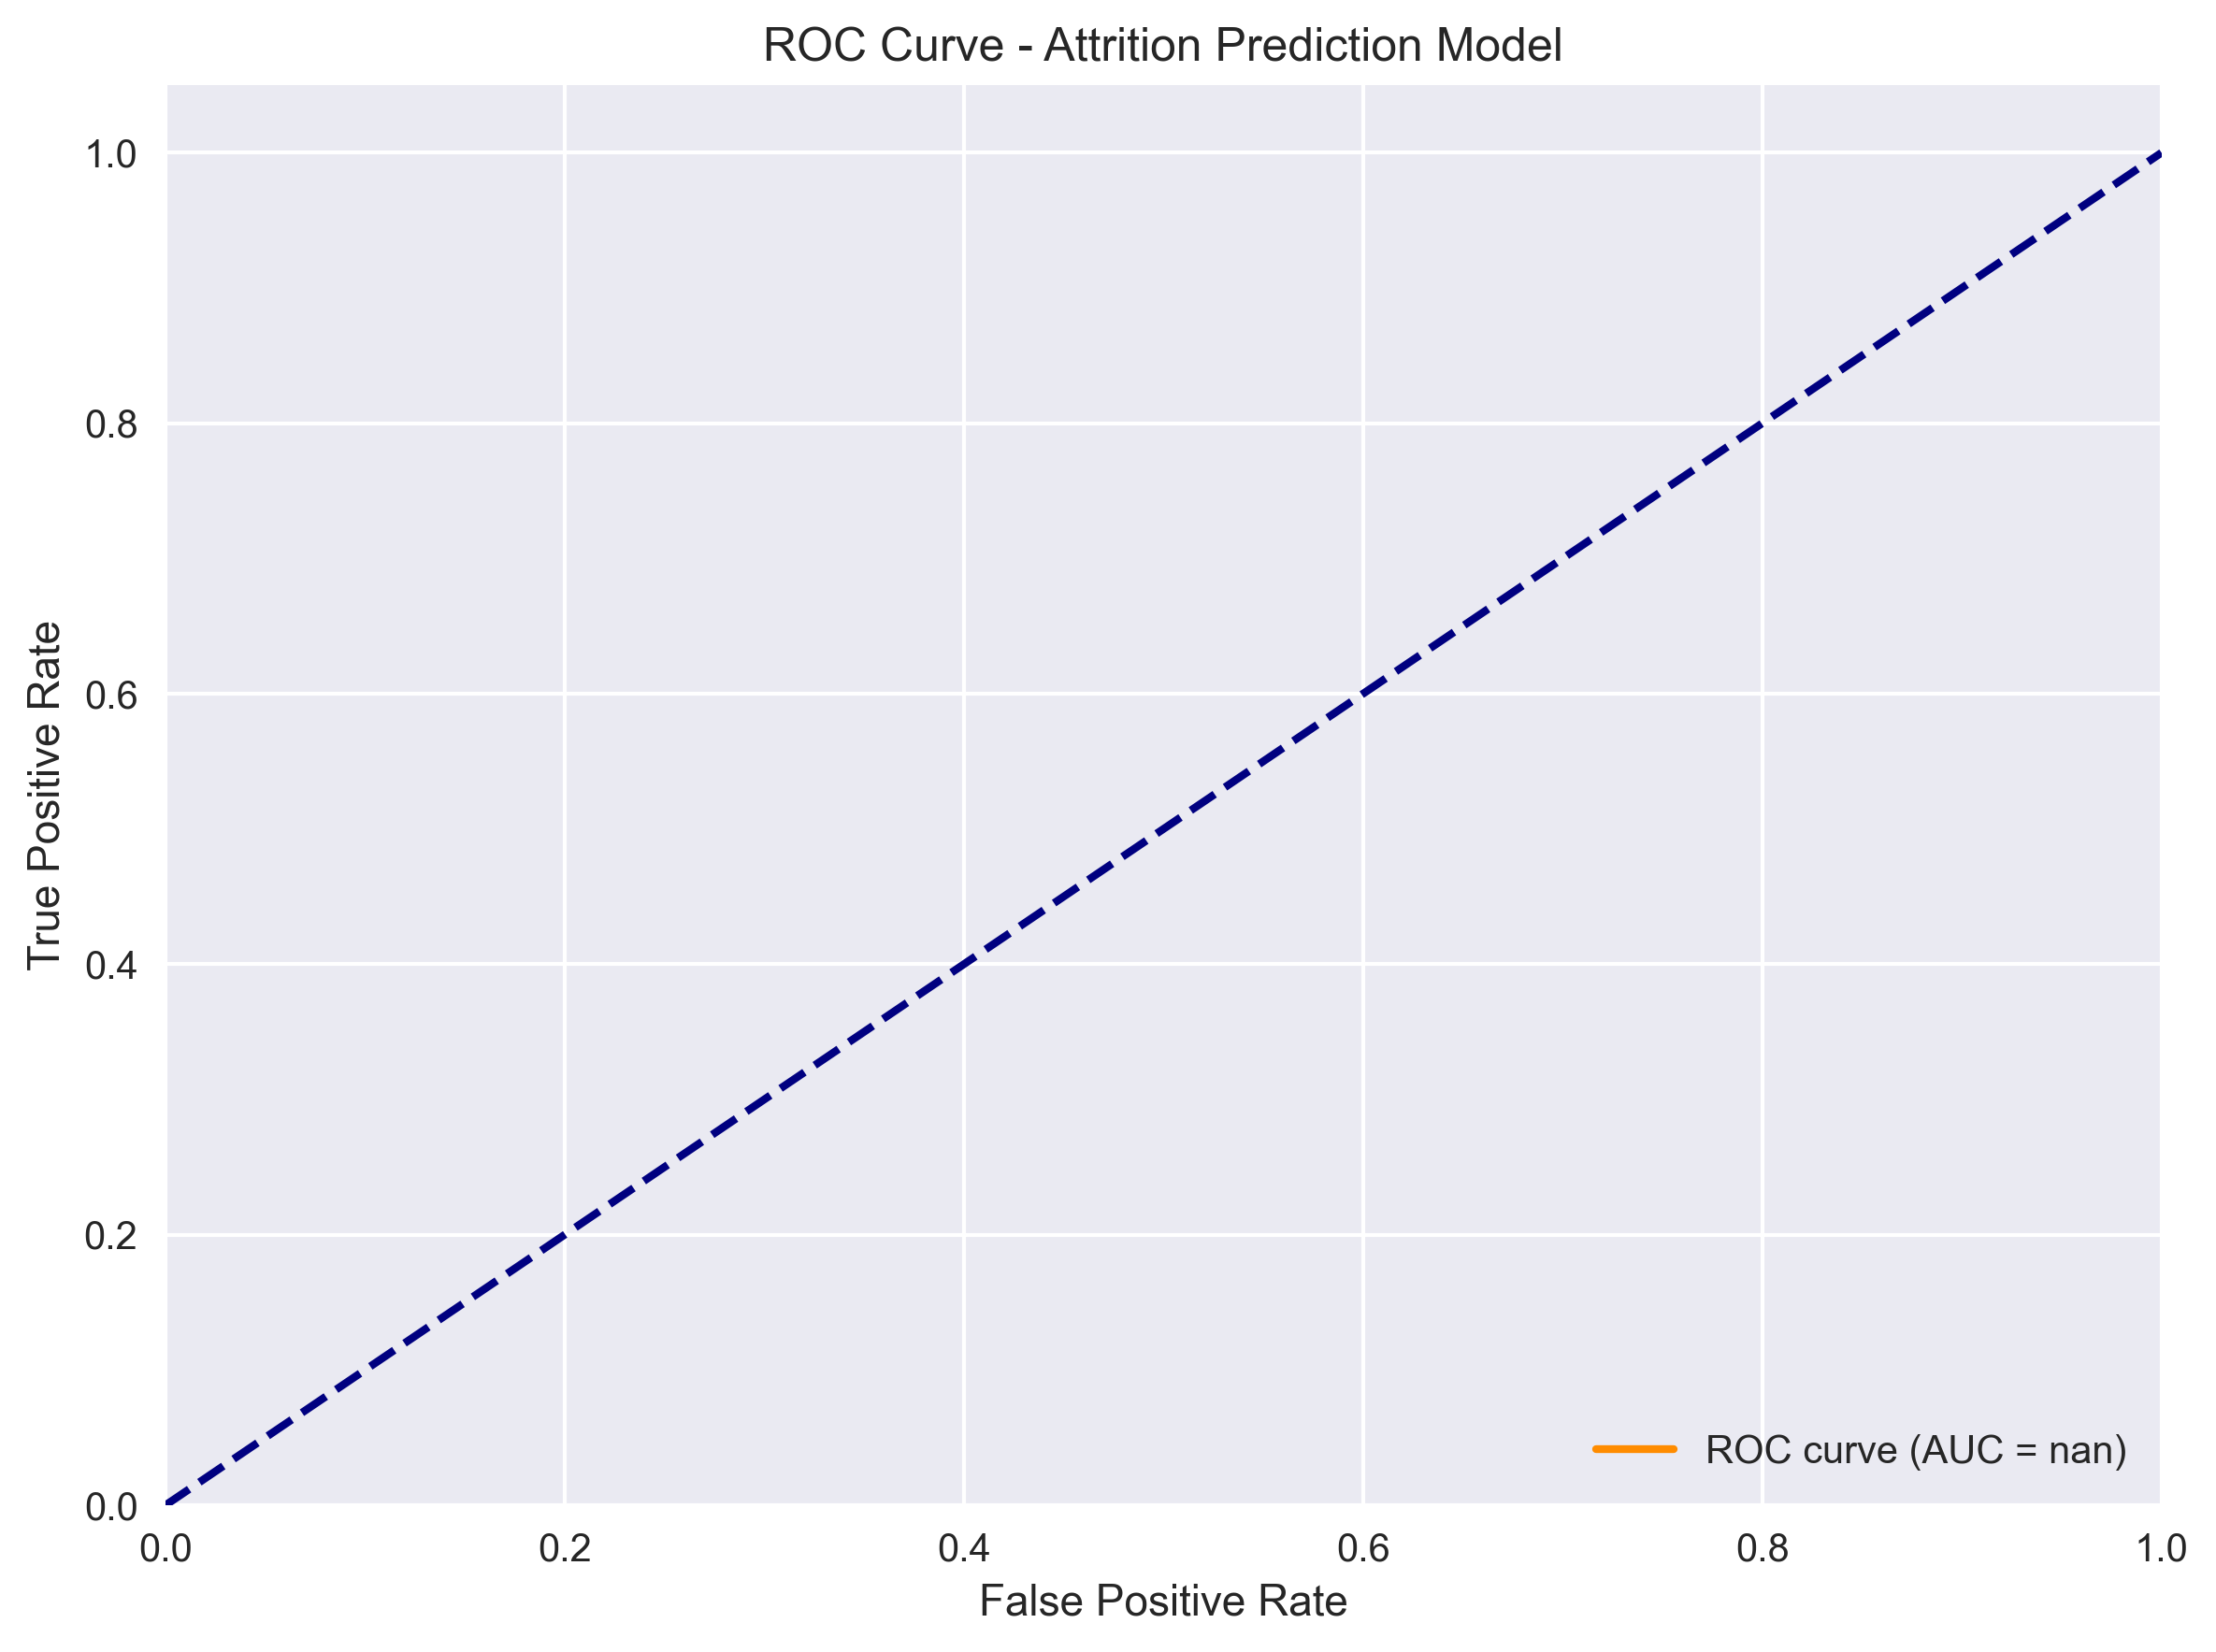 ROC Curve - Attrition Prediction Model
True Positive Rate
1.0
0.8
0.6
0.4
0.2
0.0
ROC curve (AUC = nan)
0.0 0.2 0.4 0.6 0.8 1.0
False Positive Rate